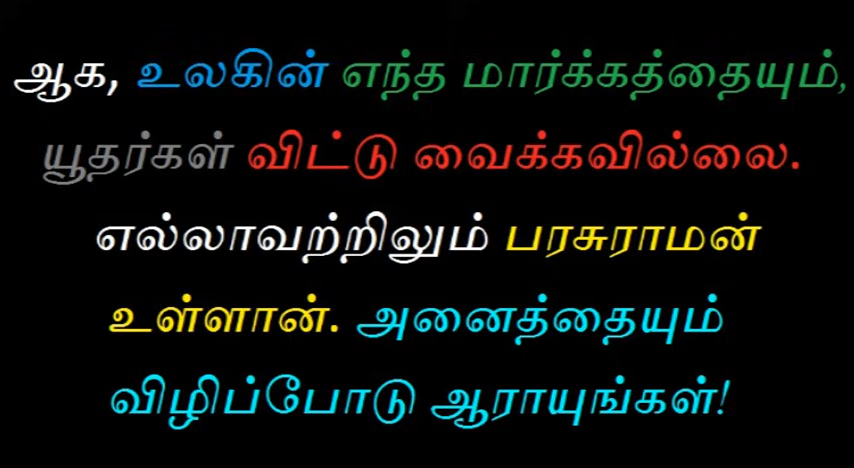 ஆக, உலகின் எந்த மார்க்கத்தையும்,
யூதர்கள் விட்டு வைக்கவில்லை.
எல்லாவற்றிலும் பரசுராமன்
உள்ளான். அனைத்தையும்
விழிப்போடு ஆராயுங்கள்!